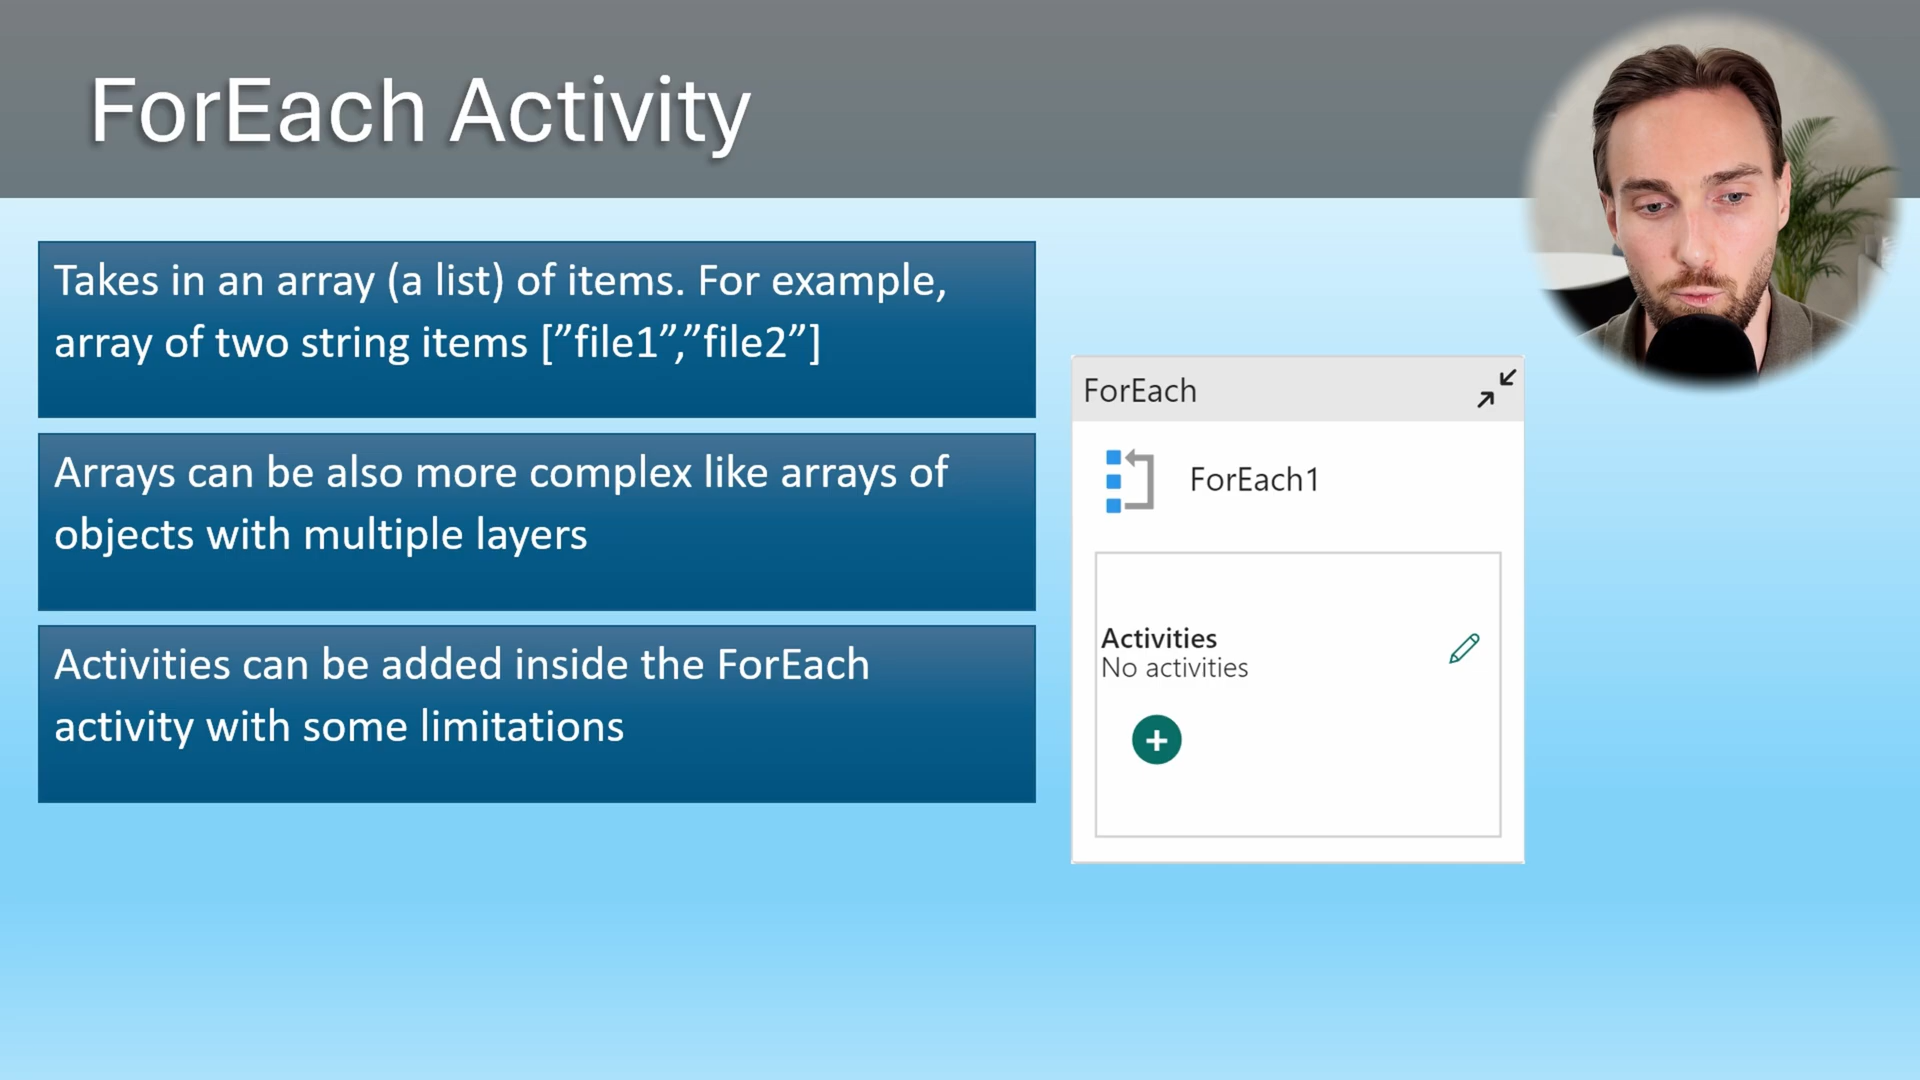 ForEach Activity
Takes in an array (a list) of items. For example,
array of two string items [”file1”,”file2”]
Arrays can be also more complex like arrays of
objects with multiple layers
Activities can be added inside the ForEach
activity with some limitations
ForEach
ForEach1
Activities
No activities